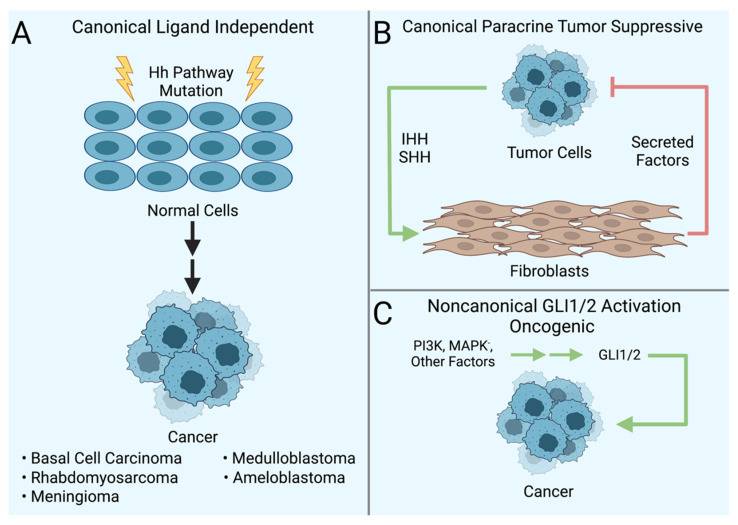 A
Canonical Ligand Independent
Hh Pathway
Mutation
Normal Cells
Cancer
• Basal Cell Carcinoma
• Rhabdomyosarcoma
• Meningioma
• Medulloblastoma
• Ameloblastoma
B
Canonical Paracrine Tumor Suppressive
IHH
SHH
Tumor Cells
Secreted
Factors
Fibroblasts
C
Noncanonical GLI1/2 Activation
Oncogenic
PI3K, MAPK,
Other Factors
GLI1/2
Cancer